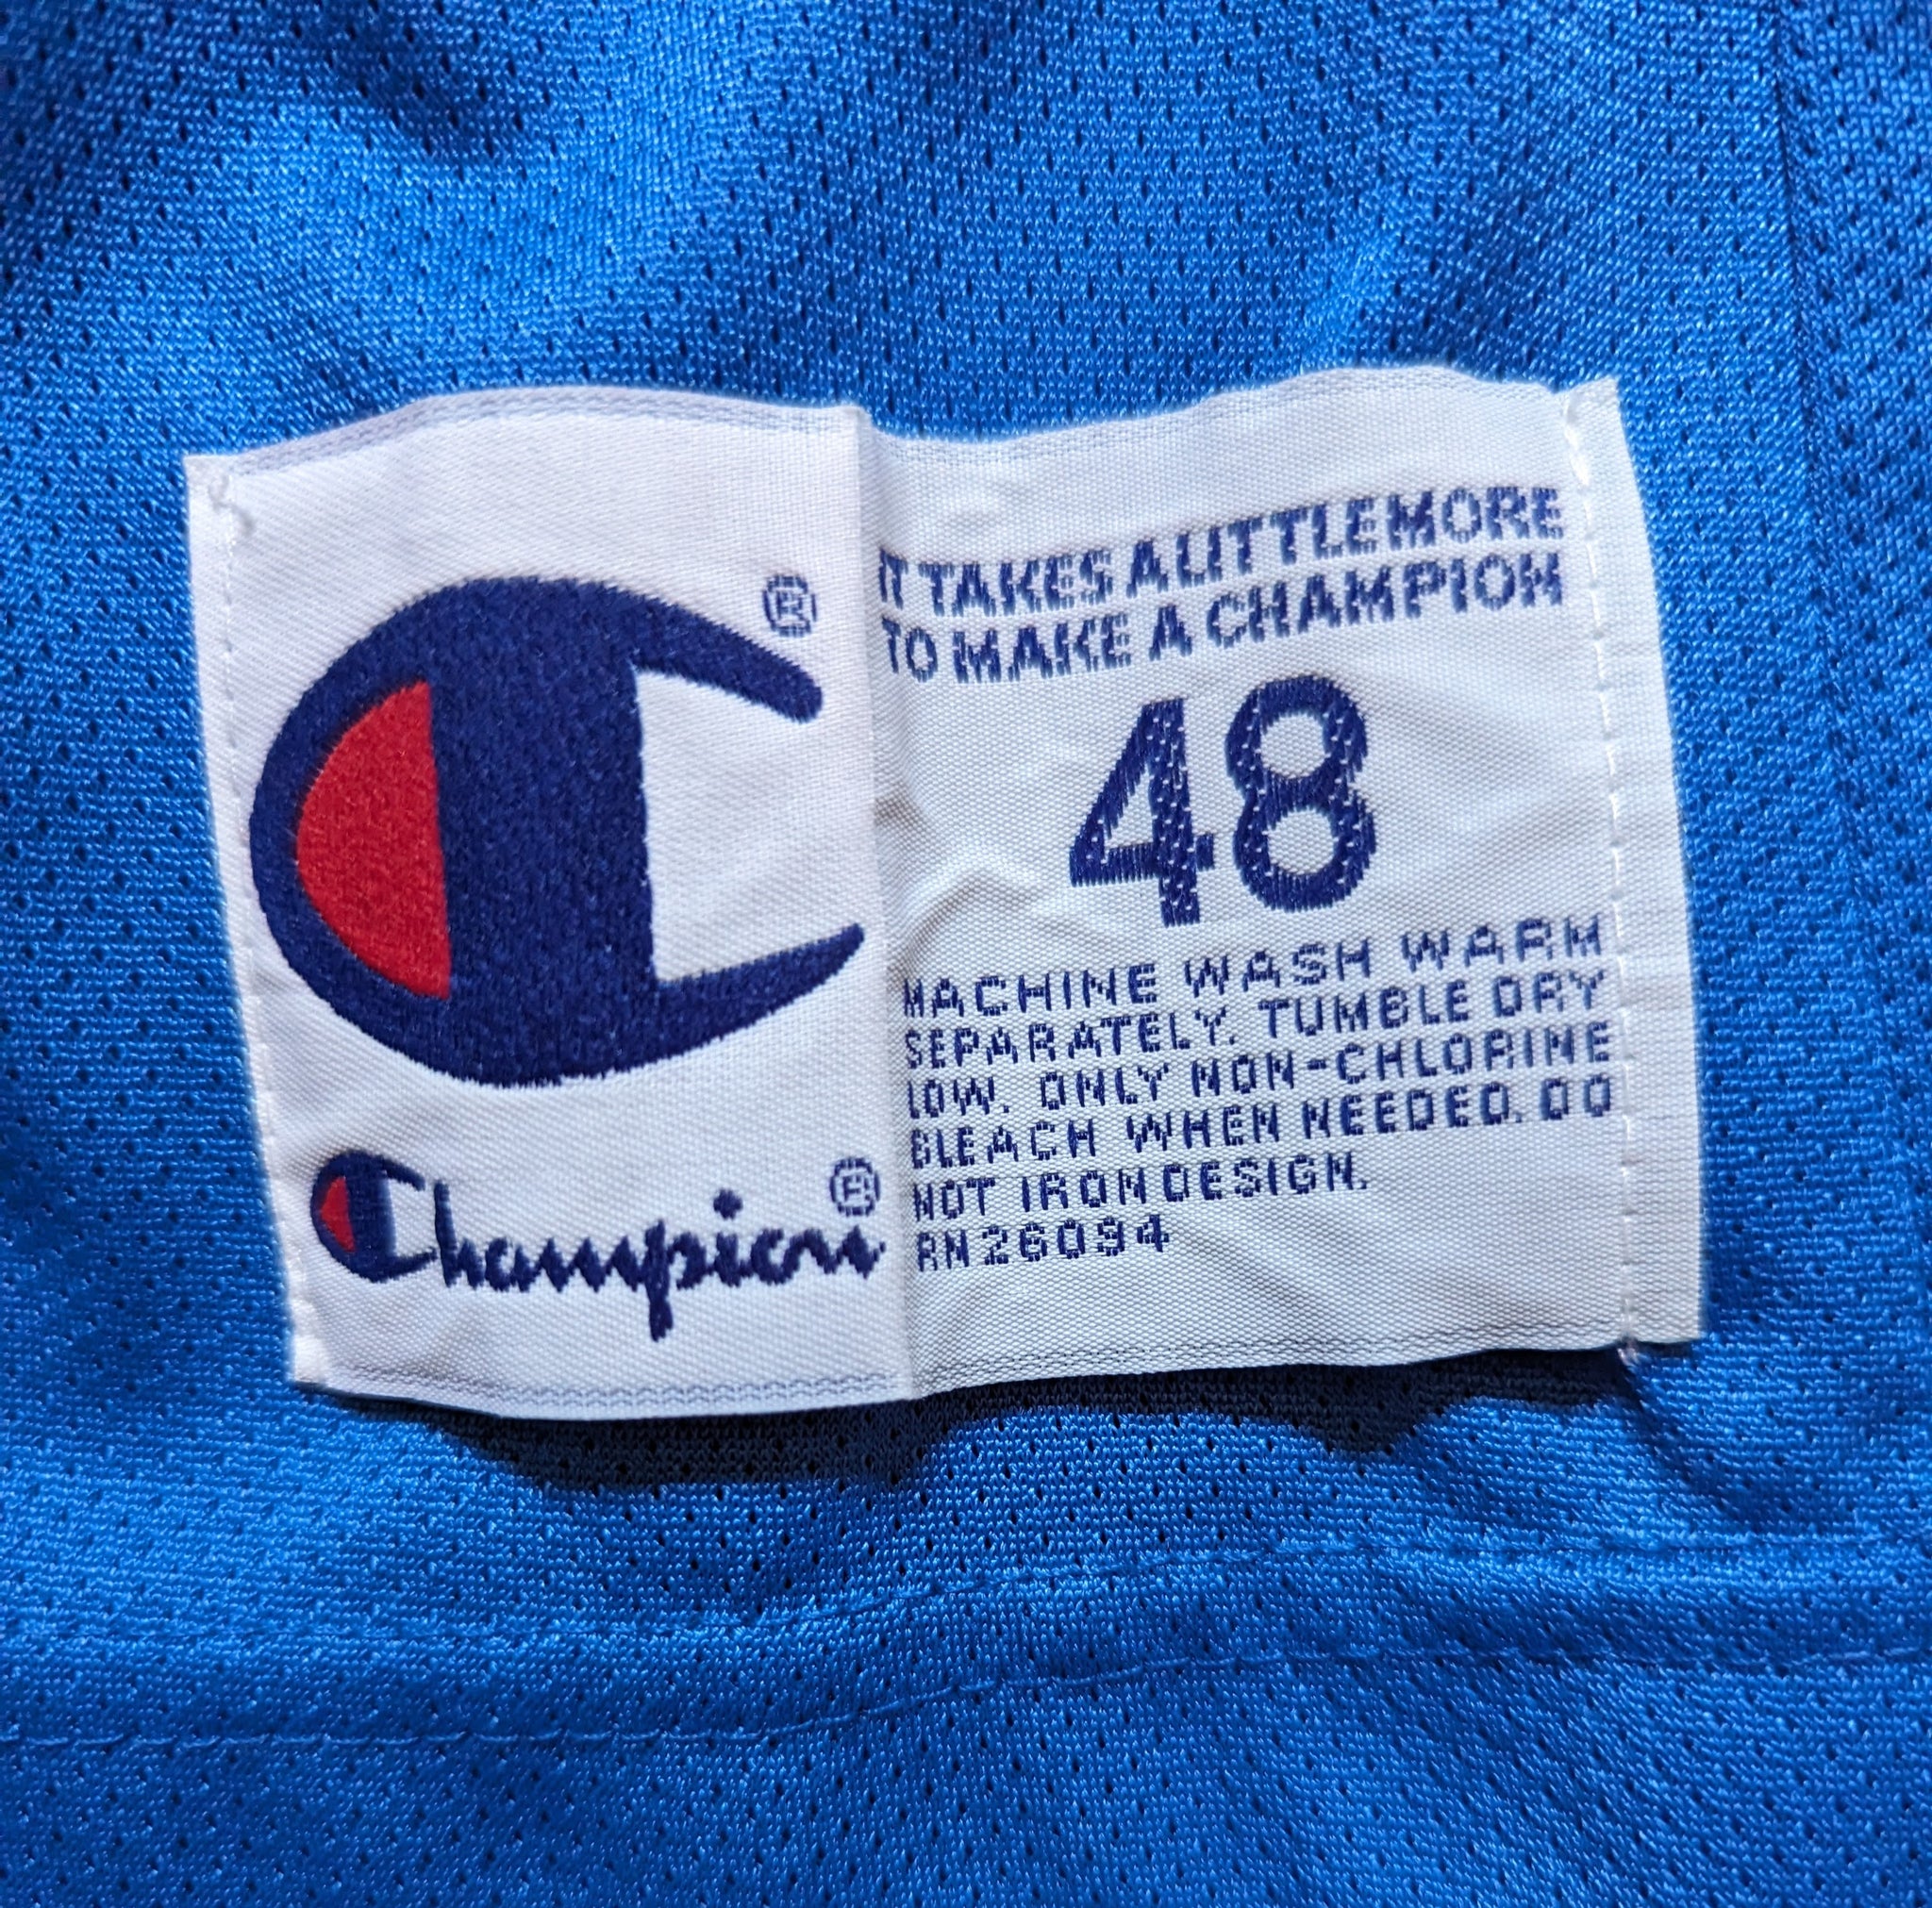 ®
Champion®
IT TAKES A LITTLE MORE
TO MAKE A CHAMPION
48
MACHINE WASH WARM
SEPARATELY. TUMBLE DRY
LOW. ONLY NON-CHLORINE
BLEACH WHEN NEEDED. DO
NOT IRON DESIGN.
RN26094